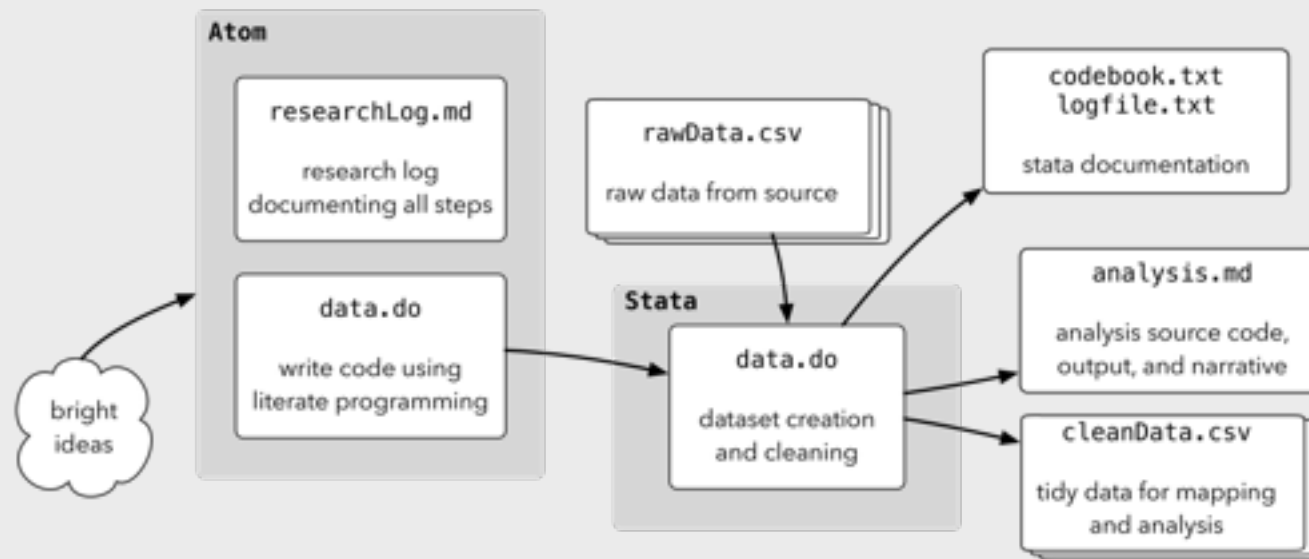 Atom
researchLog.md
research log
documenting all steps
data.do
write code using
literate programming
bright
ideas
rawData.csv
raw data from source
Stata
data.do
dataset creation
and cleaning
codebook.txt
logfile.txt
stata documentation
analysis.md
analysis source code,
output, and narrative
cleanData.csv
tidy data for mapping
and analysis